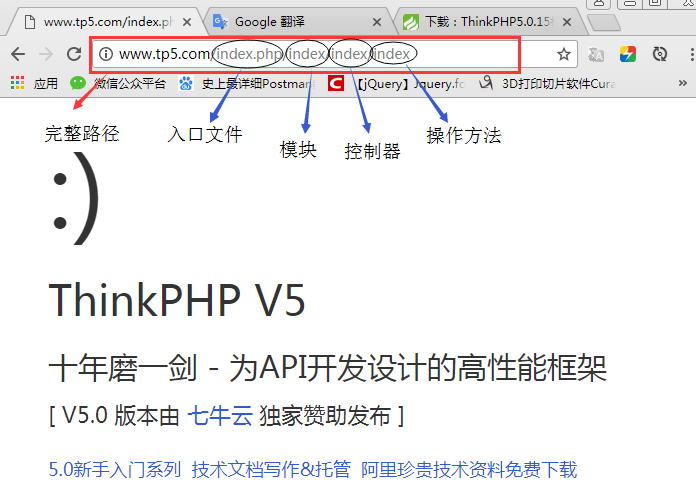 www.tp5.com/index.ph
Google 翻译
下载：ThinkPHP5.0.15
www.tp5.com/index.php/index/index/index
应用
微信公众平台
史上最详细Postman
【jQuery】Jquery.fo
3D打印切片软件Cura
完整路径
入口文件
模块
控制器
操作方法
:)
ThinkPHP V5
十年磨一剑 - 为API开发设计的高性能框架
[ V5.0 版本由 七牛云 独家赞助发布 ]
5.0新手入门系列 技术文档写作&托管 阿里珍贵技术资料免费下载